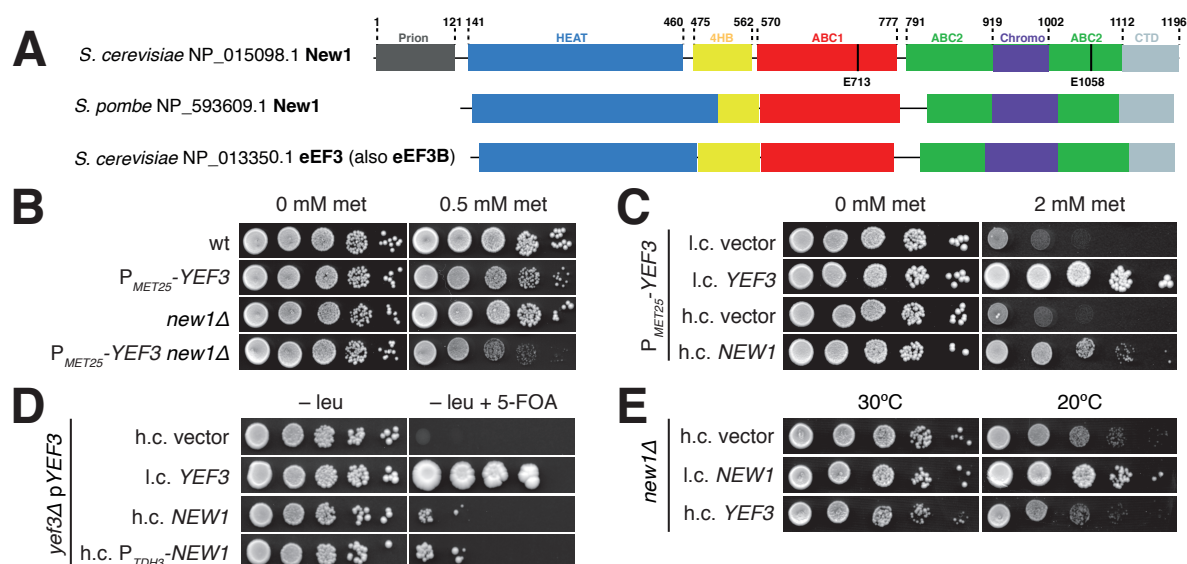 A
1 121 141 460 475 562 570 777 791 919 1002 1112 1196
Prion HEAT 4HB ABC1 ABC2 Chromo ABC2 CTD
S. cerevisiae NP_015098.1 New1
E713 E1058
S. pombe NP_593609.1 New1
S. cerevisiae NP_013350.1 eEF3 (also eEF3B)
B
0 mM met 0.5 mM met
wt
PMET25-YEF3
new1Δ
PMET25-YEF3 new1Δ
C
0 mM met 2 mM met
PMET25-YEF3
l.c. vector
l.c. YEF3
h.c. vector
h.c. NEW1
D
– leu – leu + 5-FOA
yef3Δ pYEF3
h.c. vector
l.c. YEF3
h.c. NEW1
h.c. PTDH3-NEW1
E
30ºC 20ºC
new1Δ
h.c. vector
l.c. NEW1
h.c. YEF3